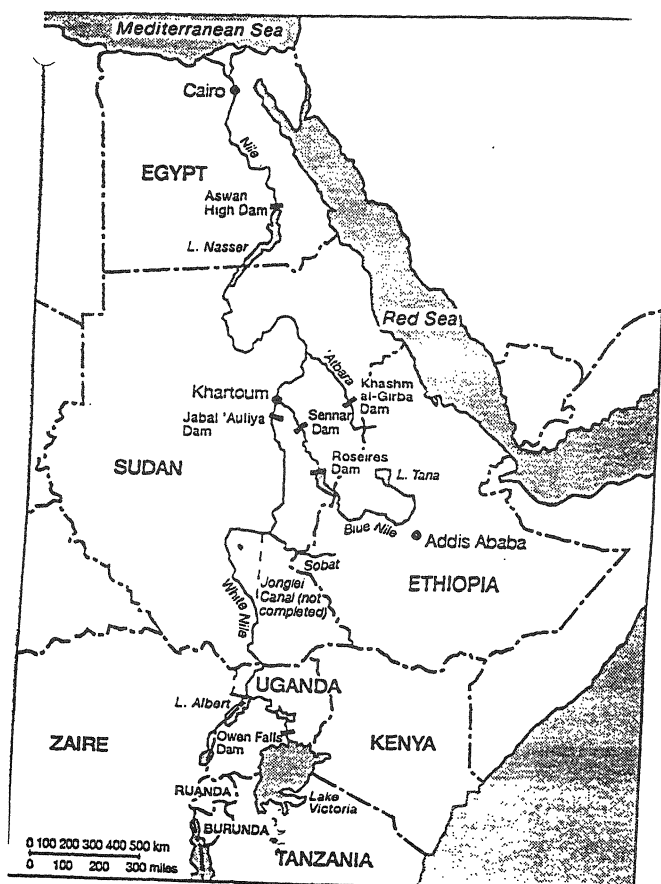 Mediterranean Sea
Cairo
Nile
EGYPT
Aswan
High Dam
L. Nasser
Red Sea
'Atbara
Khartoum
Khashm
al-Girba
Dam
Jabal 'Auliya
Dam
Sennar
Dam
SUDAN
Roseires
Dam
L. Tana
Blue Nile
Addis Ababa
Sobat
ETHIOPIA
White Nile
Jonglei
Canal (not
completed)
UGANDA
L. Albert
ZAIRE
Owen Falls
Dam
KENYA
RUANDA
Lake
Victoria
BURUNDA
TANZANIA
0 100 200 300 400 500 km
0 100 200 300 miles